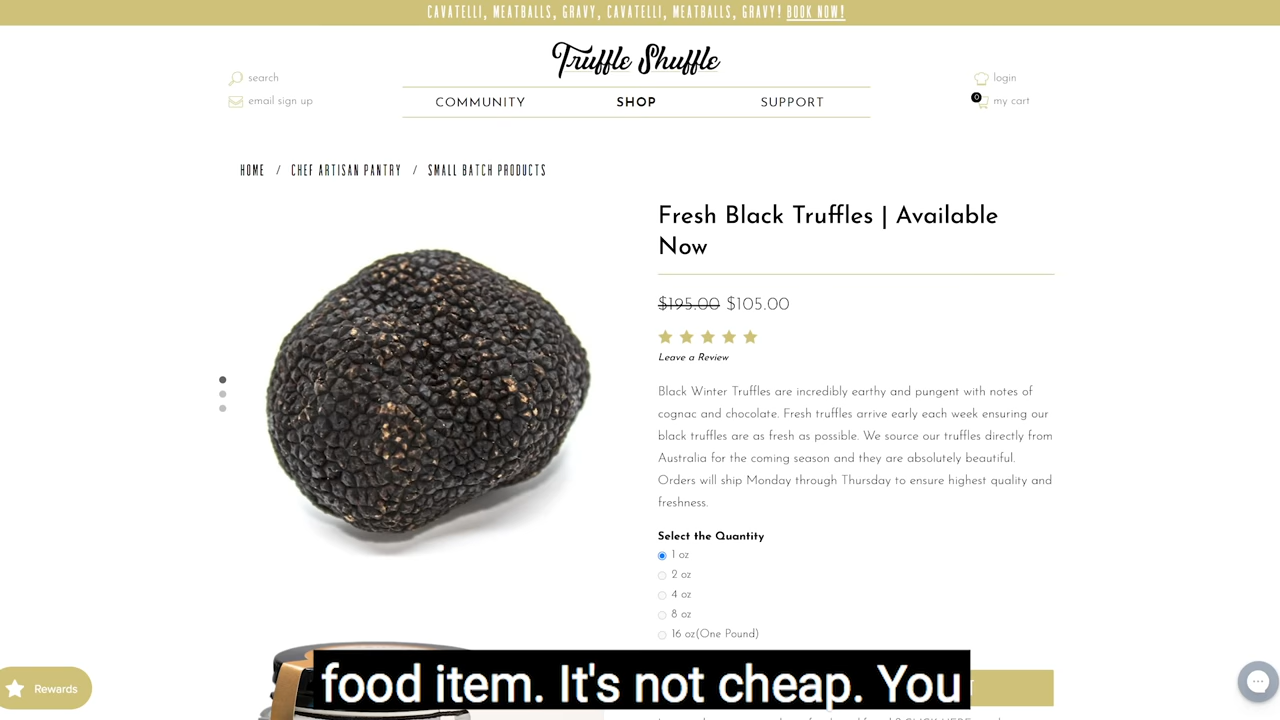 CAVATELLI, MEATBALLS, GRAVY, CAVATELLI, MEATBALLS, GRAVY! BOOK NOW!
Truffle Shuffle
search
email sign up
COMMUNITY
SHOP
SUPPORT
login
0
my cart
HOME / CHEF ARTISAN PANTRY / SMALL BATCH PRODUCTS
Fresh Black Truffles | Available
Now
$195.00 $105.00
Leave a Review
Black Winter Truffles are incredibly earthy and pungent with notes of
cognac and chocolate. Fresh truffles arrive early each week ensuring our
black truffles are as fresh as possible. We source our truffles directly from
Australia for the coming season and they are absolutely beautiful.
Orders will ship Monday through Thursday to ensure highest quality and
freshness.
Select the Quantity
1 oz
2 oz
4 oz
8 oz
16 oz(One Pound)
Rewards
food item. It's not cheap. You